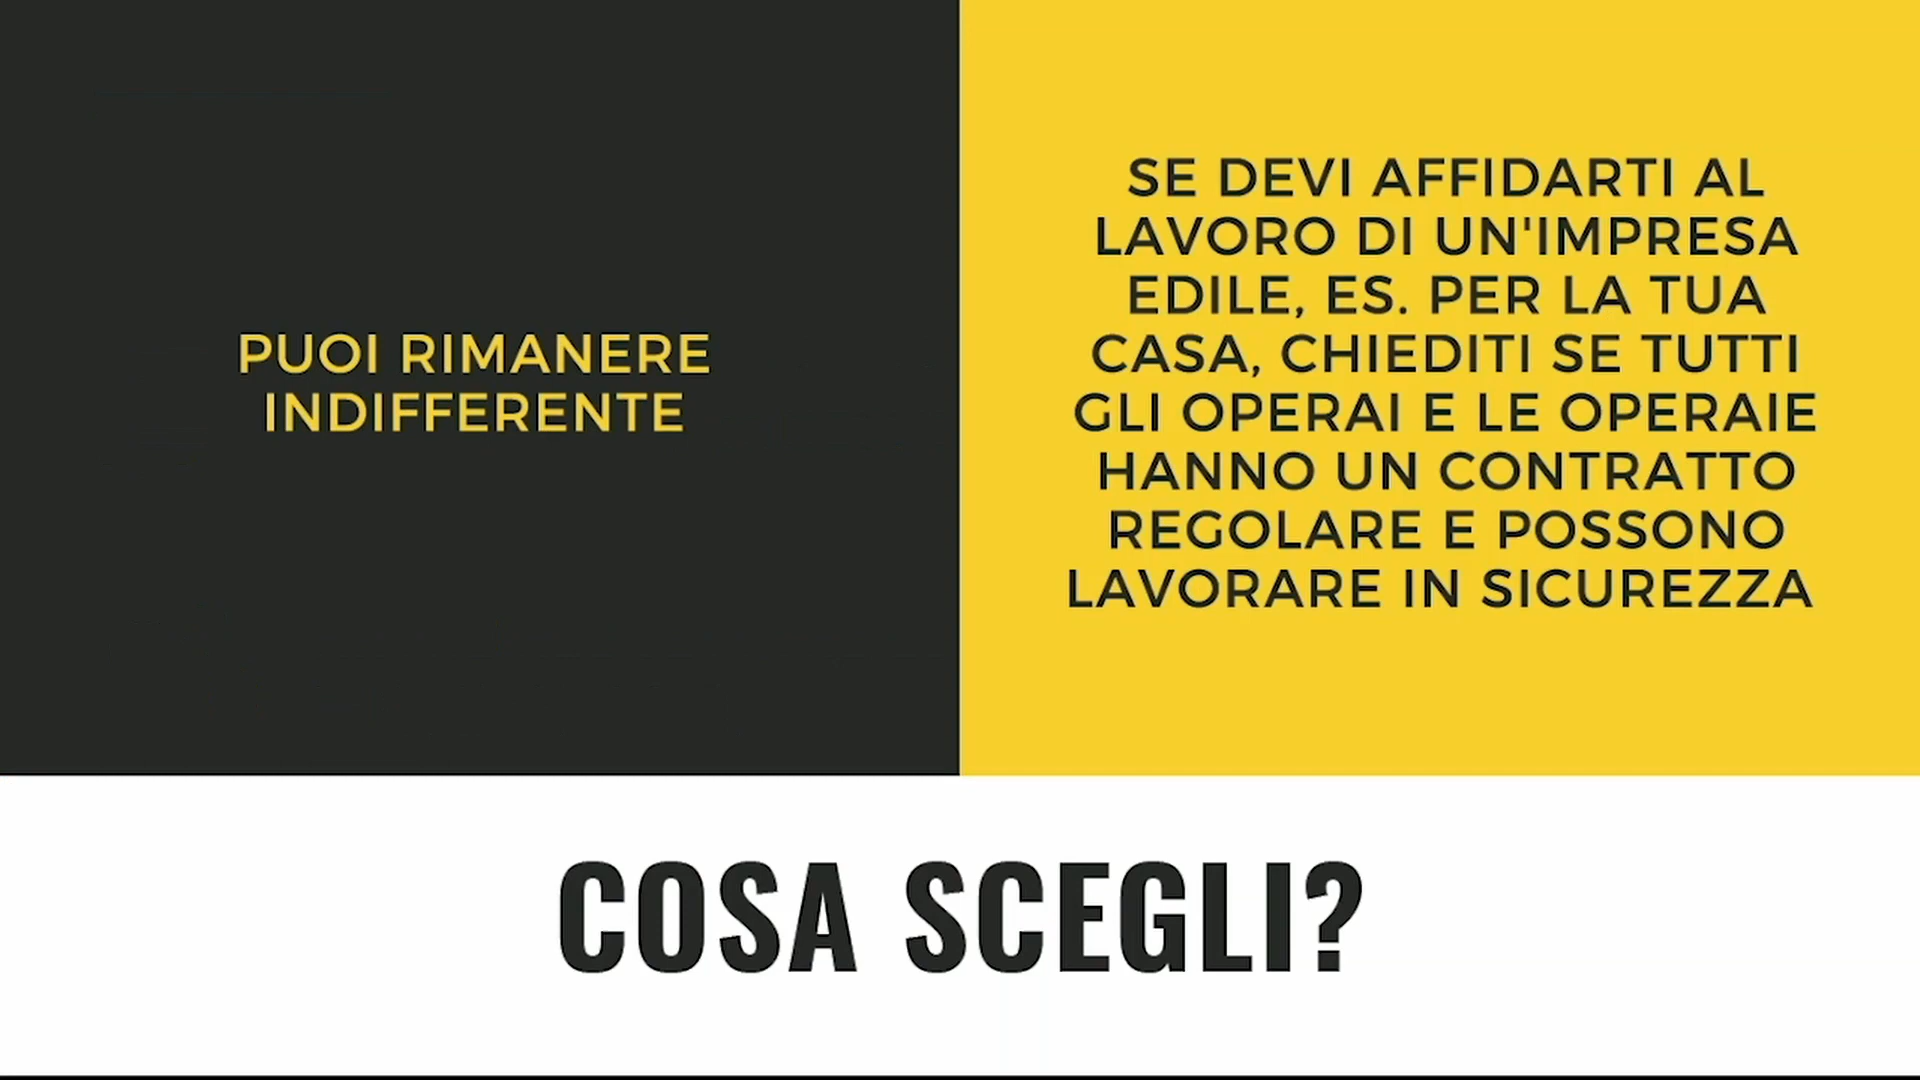 PUOI RIMANERE
INDIFFERENTE
SE DEVI AFFIDARTI AL
LAVORO DI UN'IMPRESA
EDILE, ES. PER LA TUA
CASA, CHIEDITI SE TUTTI
GLI OPERAI E LE OPERAIE
HANNO UN CONTRATTO
REGOLARE E POSSONO
LAVORARE IN SICUREZZA
COSA SCEGLI?